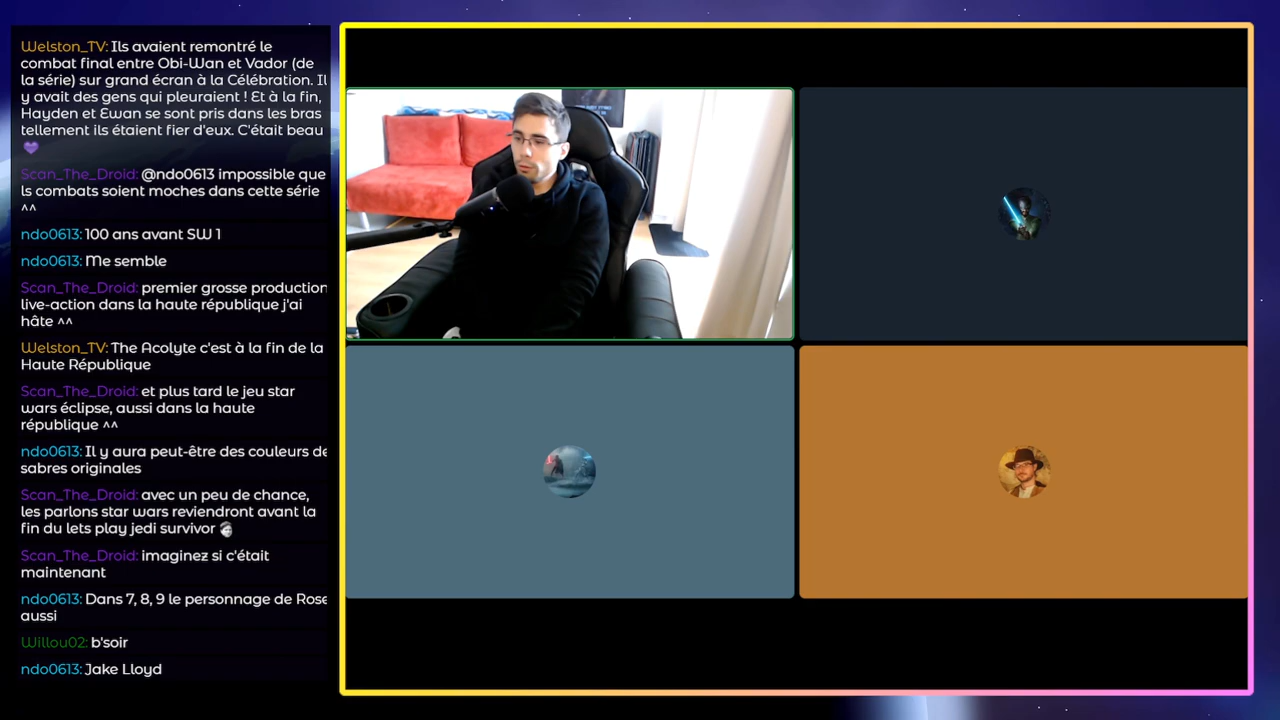 Welston_TV: Ils avaient remontré le
combat final entre Obi-Wan et Vador (de
la série) sur grand écran à la Célébration. Il
y avait des gens qui pleuraient ! Et à la fin,
Hayden et Ewan se sont pris dans les bras
tellement ils étaient fier d'eux. C'était beau
Scan_The_Droid: @ndo0613 impossible que
ls combats soient moches dans cette série
^^
ndo0613: 100 ans avant SW 1
ndo0613: Me semble
Scan_The_Droid: premier grosse production
live-action dans la haute république j'ai
hâte ^^
Welston_TV: The Acolyte c'est à la fin de la
Haute République
Scan_The_Droid: et plus tard le jeu star
wars éclipse, aussi dans la haute
république ^^
ndo0613: Il y aura peut-être des couleurs de
sabres originales
Scan_The_Droid: avec un peu de chance,
les parlons star wars reviendront avant la
fin du lets play jedi survivor
Scan_The_Droid: imaginez si c'était
maintenant
ndo0613: Dans 7, 8, 9 le personnage de Rose
aussi
Willou02: b'soir
ndo0613: Jake Lloyd